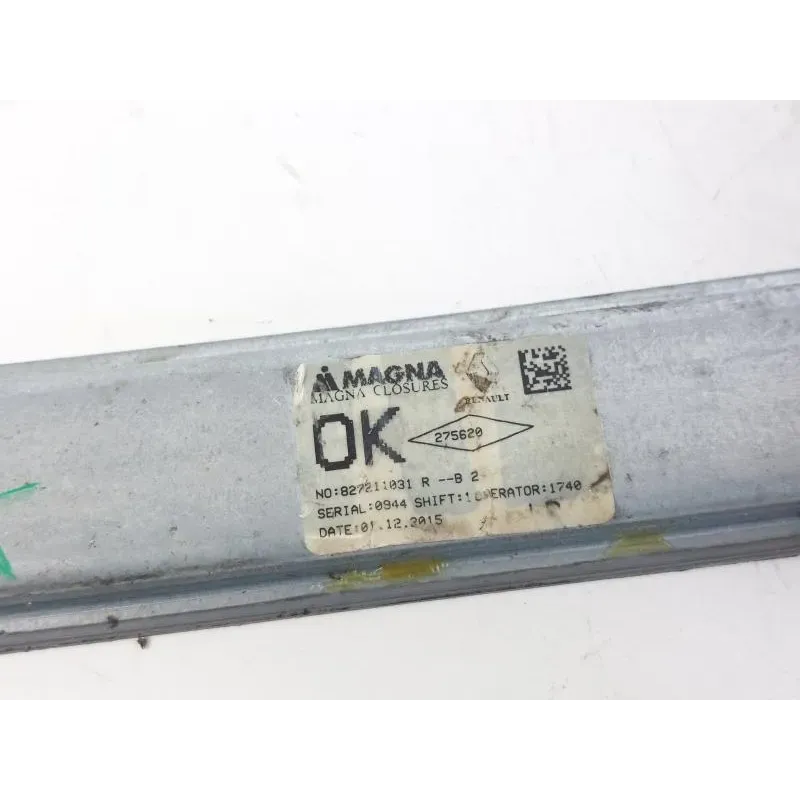 MAGNA
MAGNA CLOSURES
RENAULT
OK
275620
NO:827211031 R --B 2
SERIAL:0944 SHIFT:1 OPERATOR:1740
DATE:01.12.2015